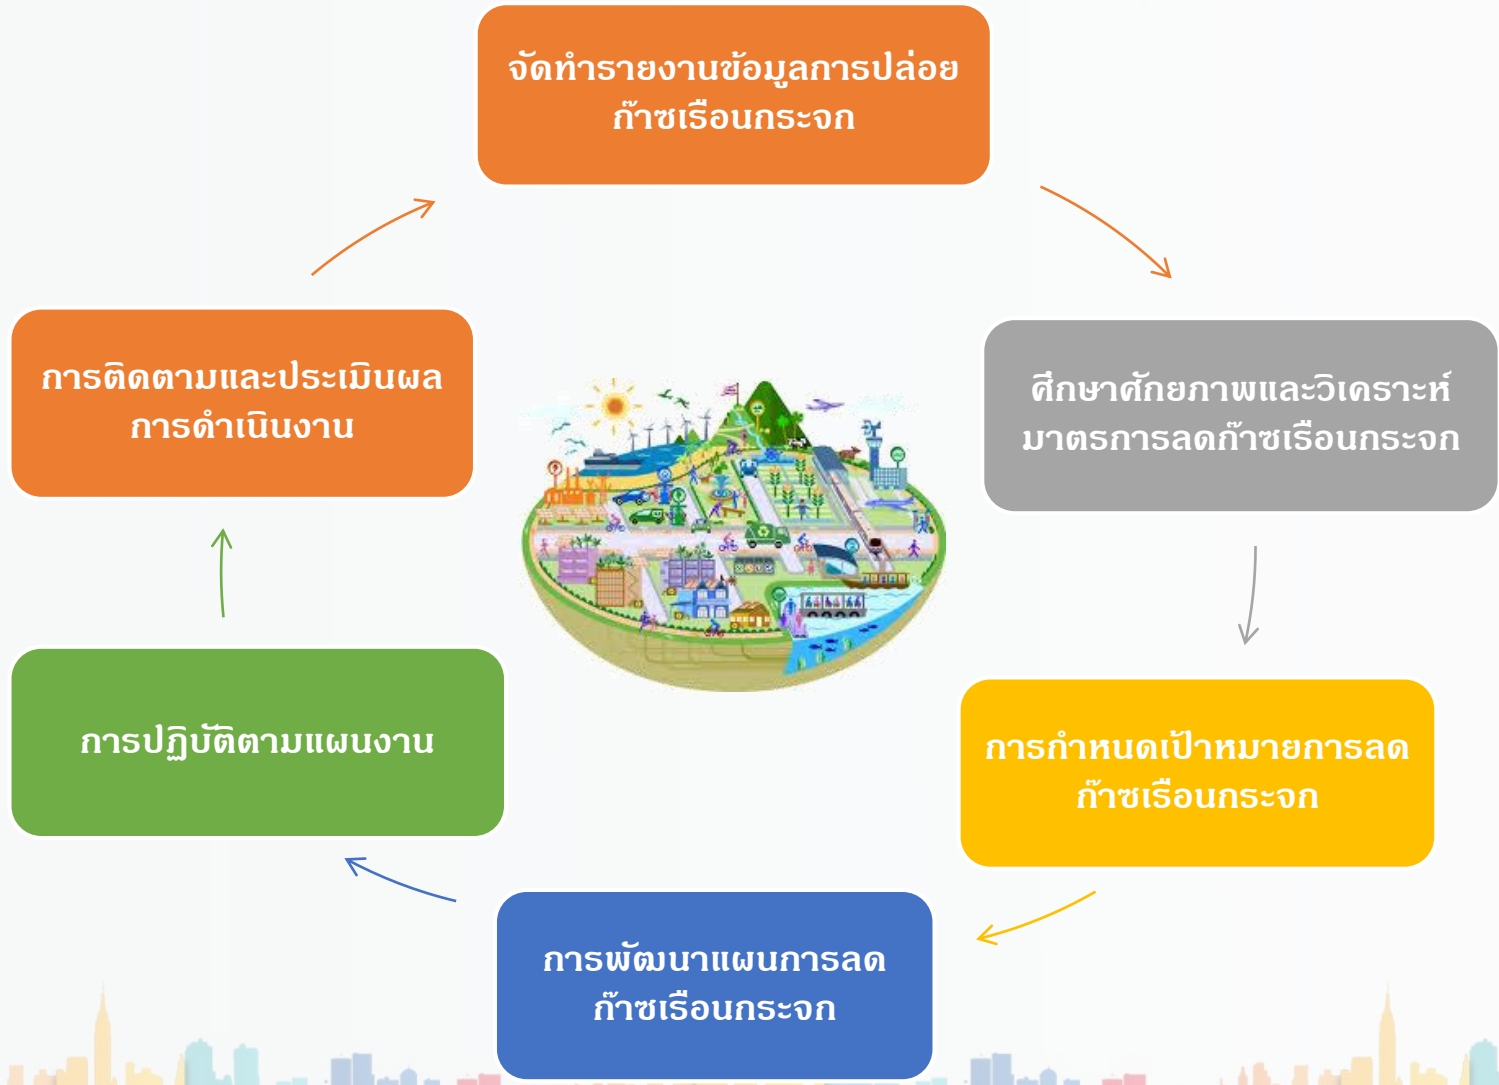 จัดทำรายงานข้อมูลการปล่อย
ก๊าซเรือนกระจก
ศึกษาศักยภาพและวิเคราะห์
มาตรการลดก๊าซเรือนกระจก
การกำหนดเป้าหมายการลด
ก๊าซเรือนกระจก
การพัฒนาแผนการลด
ก๊าซเรือนกระจก
การปฏิบัติตามแผนงาน
การติดตามและประเมินผล
การดำเนินงาน